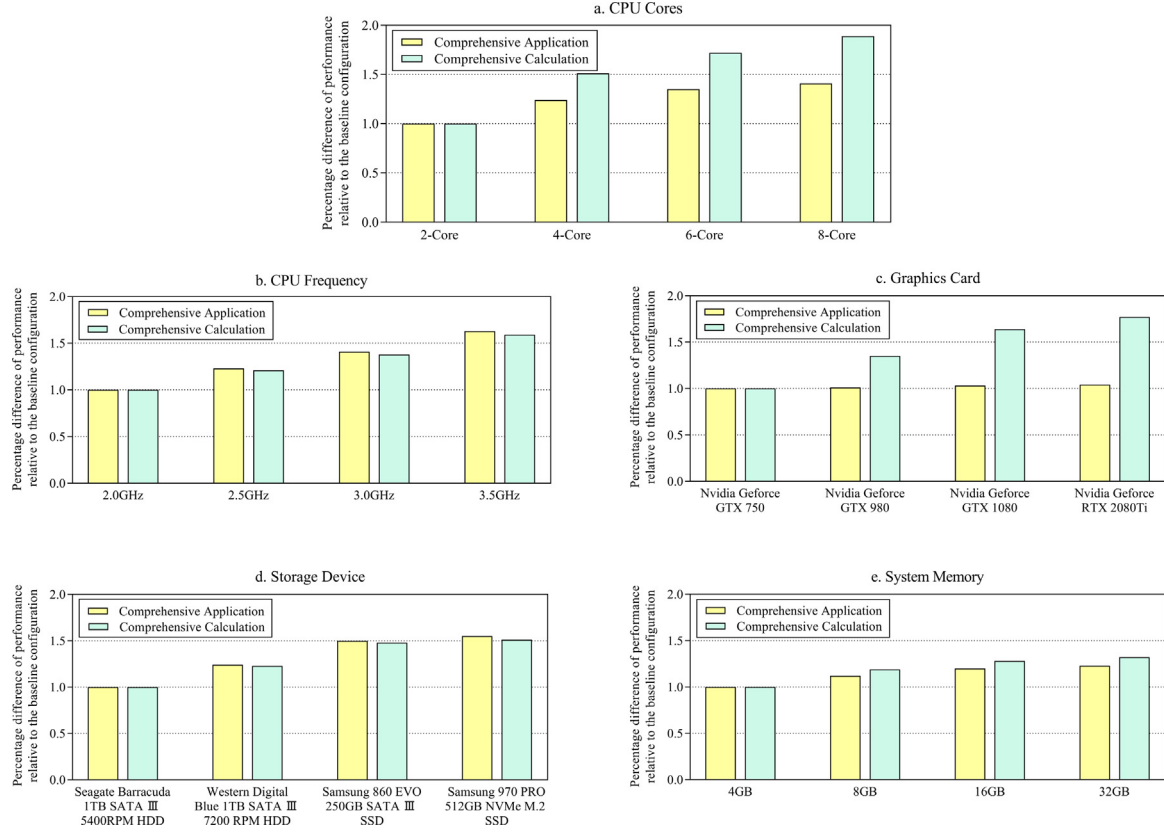 a. CPU Cores
Percentage difference of performance
relative to the baseline configuration
2.0
1.5
1.0
0.5
0.0
Comprehensive Application
Comprehensive Calculation
2-Core
4-Core
6-Core
8-Core
b. CPU Frequency
Percentage difference of performance
relative to the baseline configuration
2.0
1.5
1.0
0.5
0.0
Comprehensive Application
Comprehensive Calculation
2.0GHz
2.5GHz
3.0GHz
3.5GHz
c. Graphics Card
Percentage difference of performance
relative to the baseline configuration
2.0
1.5
1.0
0.5
0.0
Comprehensive Application
Comprehensive Calculation
Nvidia Geforce
GTX 750
Nvidia Geforce
GTX 980
Nvidia Geforce
GTX 1080
Nvidia Geforce
RTX 2080Ti
d. Storage Device
Percentage difference of performance
relative to the baseline configuration
2.0
1.5
1.0
0.5
0.0
Comprehensive Application
Comprehensive Calculation
Seagate Barracuda
1TB SATA Ⅲ
5400RPM HDD
Western Digital
Blue 1TB SATA Ⅲ
7200 RPM HDD
Samsung 860 EVO
250GB SATA Ⅲ
SSD
Samsung 970 PRO
512GB NVMe M.2
SSD
e. System Memory
Percentage difference of performance
relative to the baseline configuration
2.0
1.5
1.0
0.5
0.0
Comprehensive Application
Comprehensive Calculation
4GB
8GB
16GB
32GB